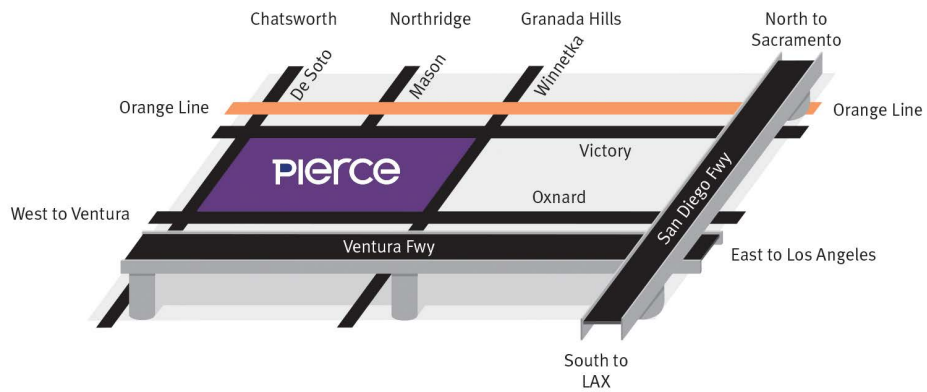 Chatsworth
Northridge
Granada Hills
North to
Sacramento
De Soto
Mason
Winnetka
Orange Line
Orange Line
Victory
PIERCE
San Diego Fwy
Oxnard
West to Ventura
Ventura Fwy
East to Los Angeles
South to
LAX